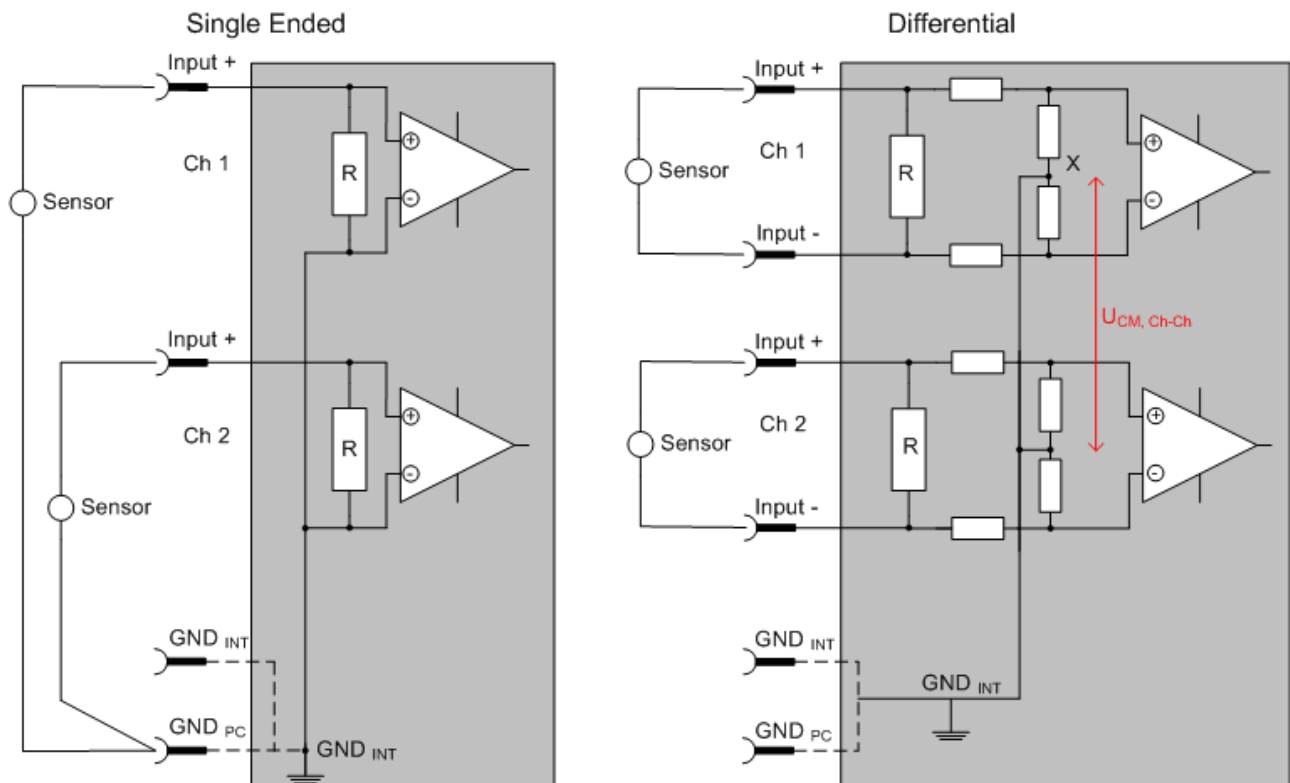 Single Ended
Input +
Ch 1
R
Sensor
Input +
Ch 2
R
Sensor
GND INT
GND PC
GND INT
Differential
Input +
Ch 1
R
X
Sensor
Input -
U CM, Ch-Ch
Input +
Ch 2
R
Sensor
Input -
GND INT
GND INT
GND PC